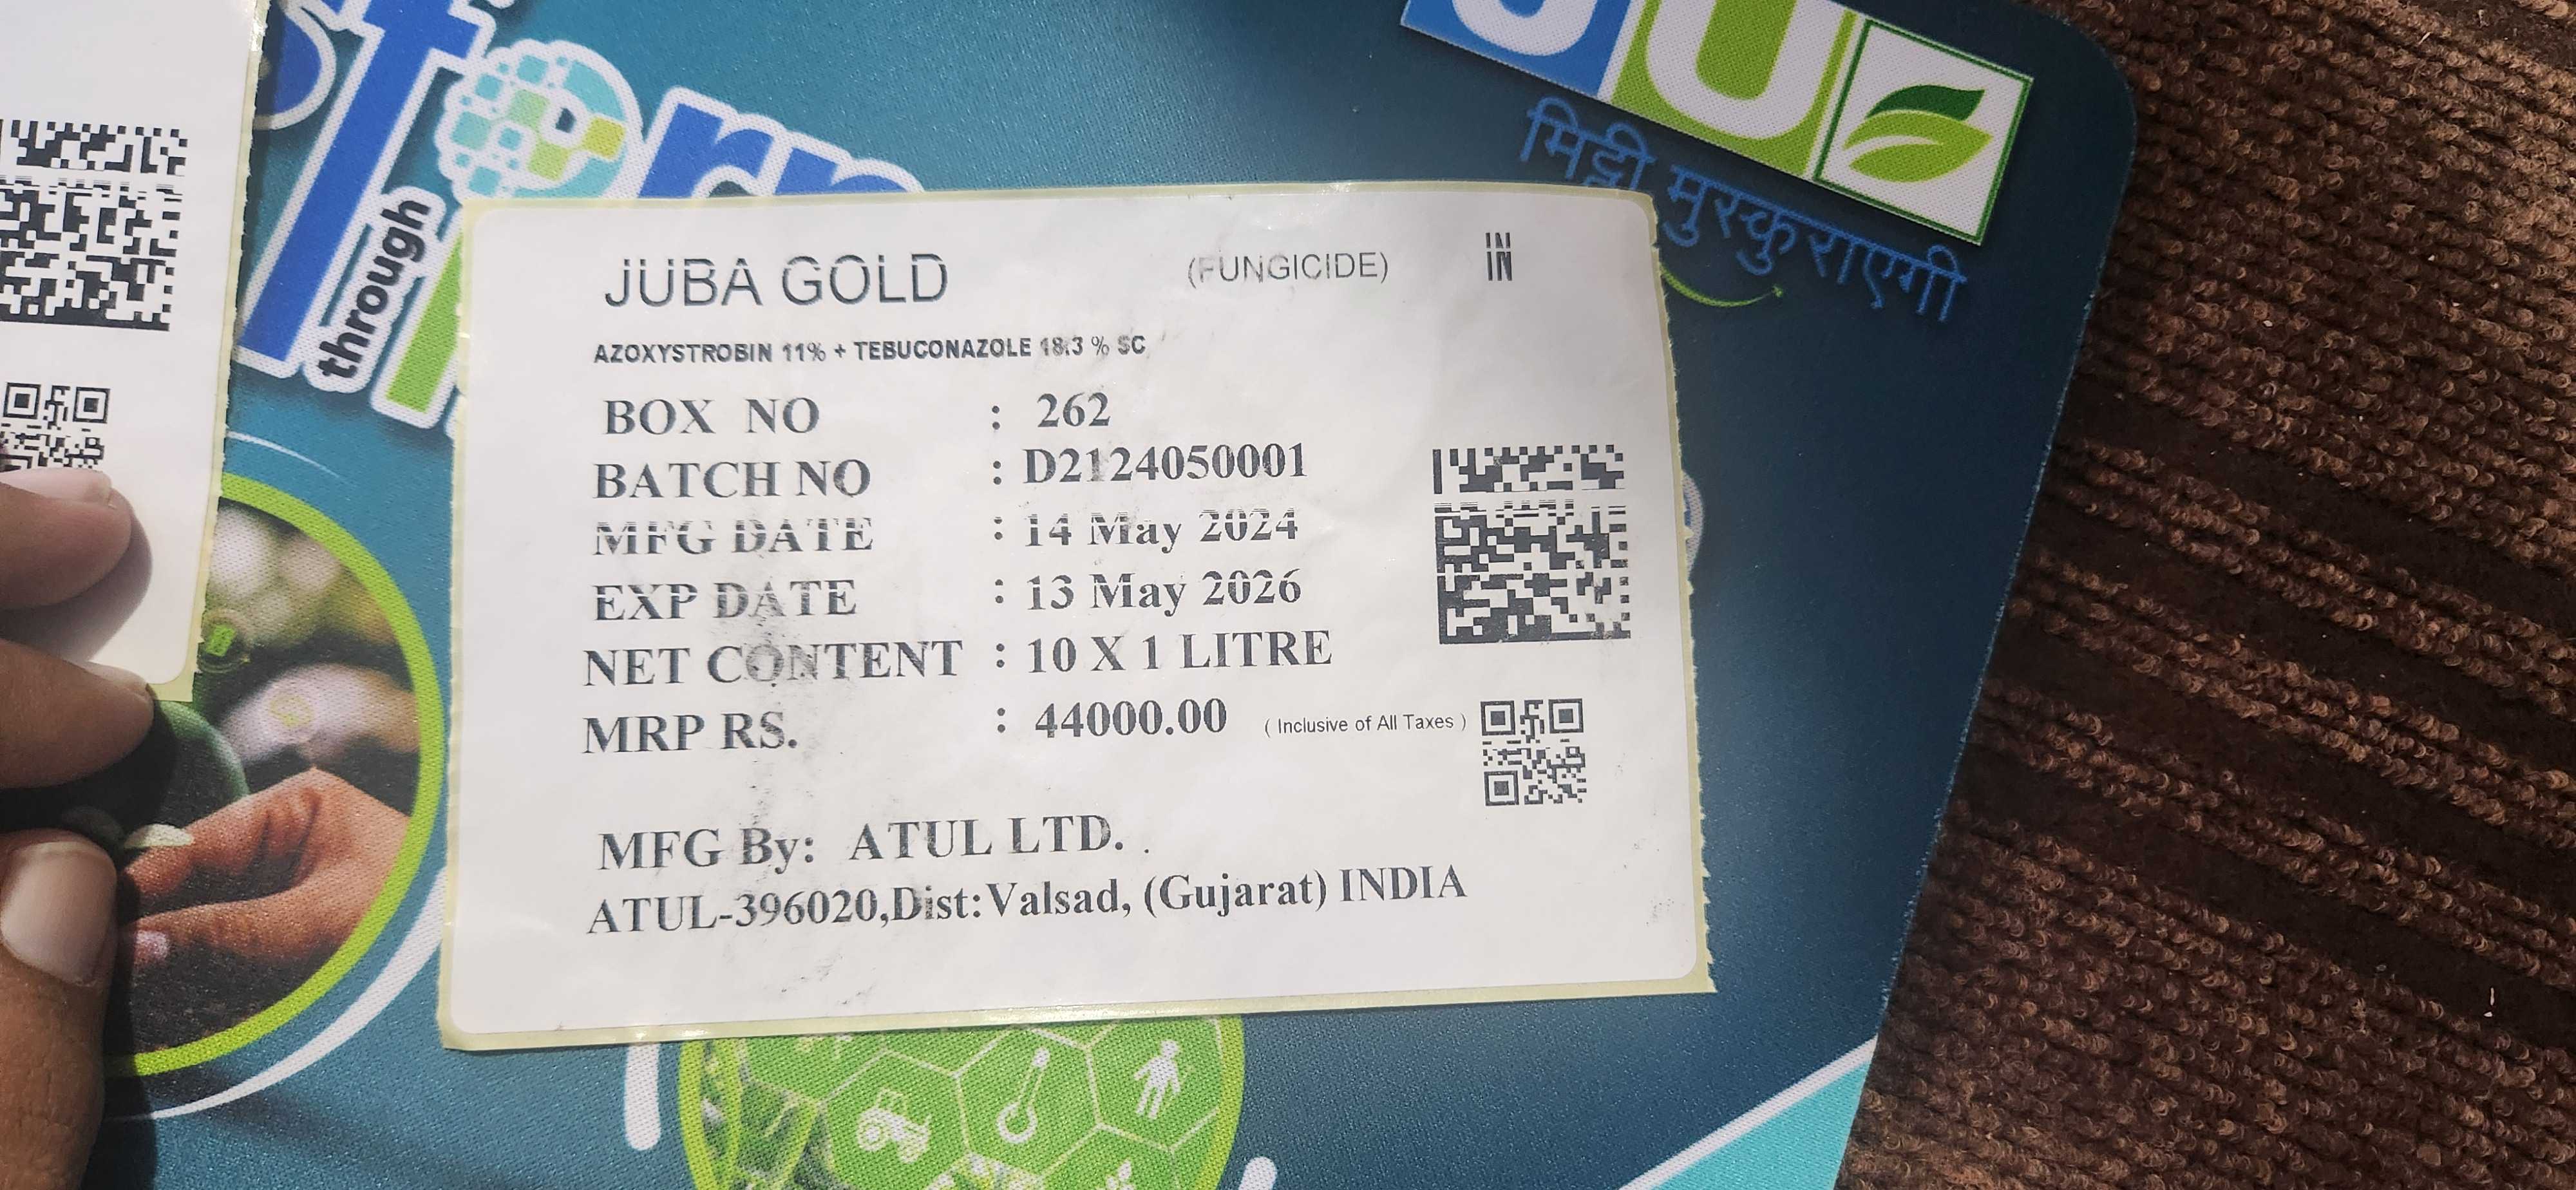 through
मिट्टी मुस्कुराएगी
JUBA GOLD (FUNGICIDE) IN
IN
AZOXYSTROBIN 11% + TEBUCONAZOLE 18.3 % SC
BOX NO : 262
BATCH NO : D2124050001
MFG DATE : 14 May 2024
EXP DATE : 13 May 2026
NET CONTENT : 10 X 1 LITRE
MRP RS. : 44000.00 ( Inclusive of All Taxes )
MFG By: ATUL LTD. .
ATUL-396020,Dist:Valsad, (Gujarat) INDIA